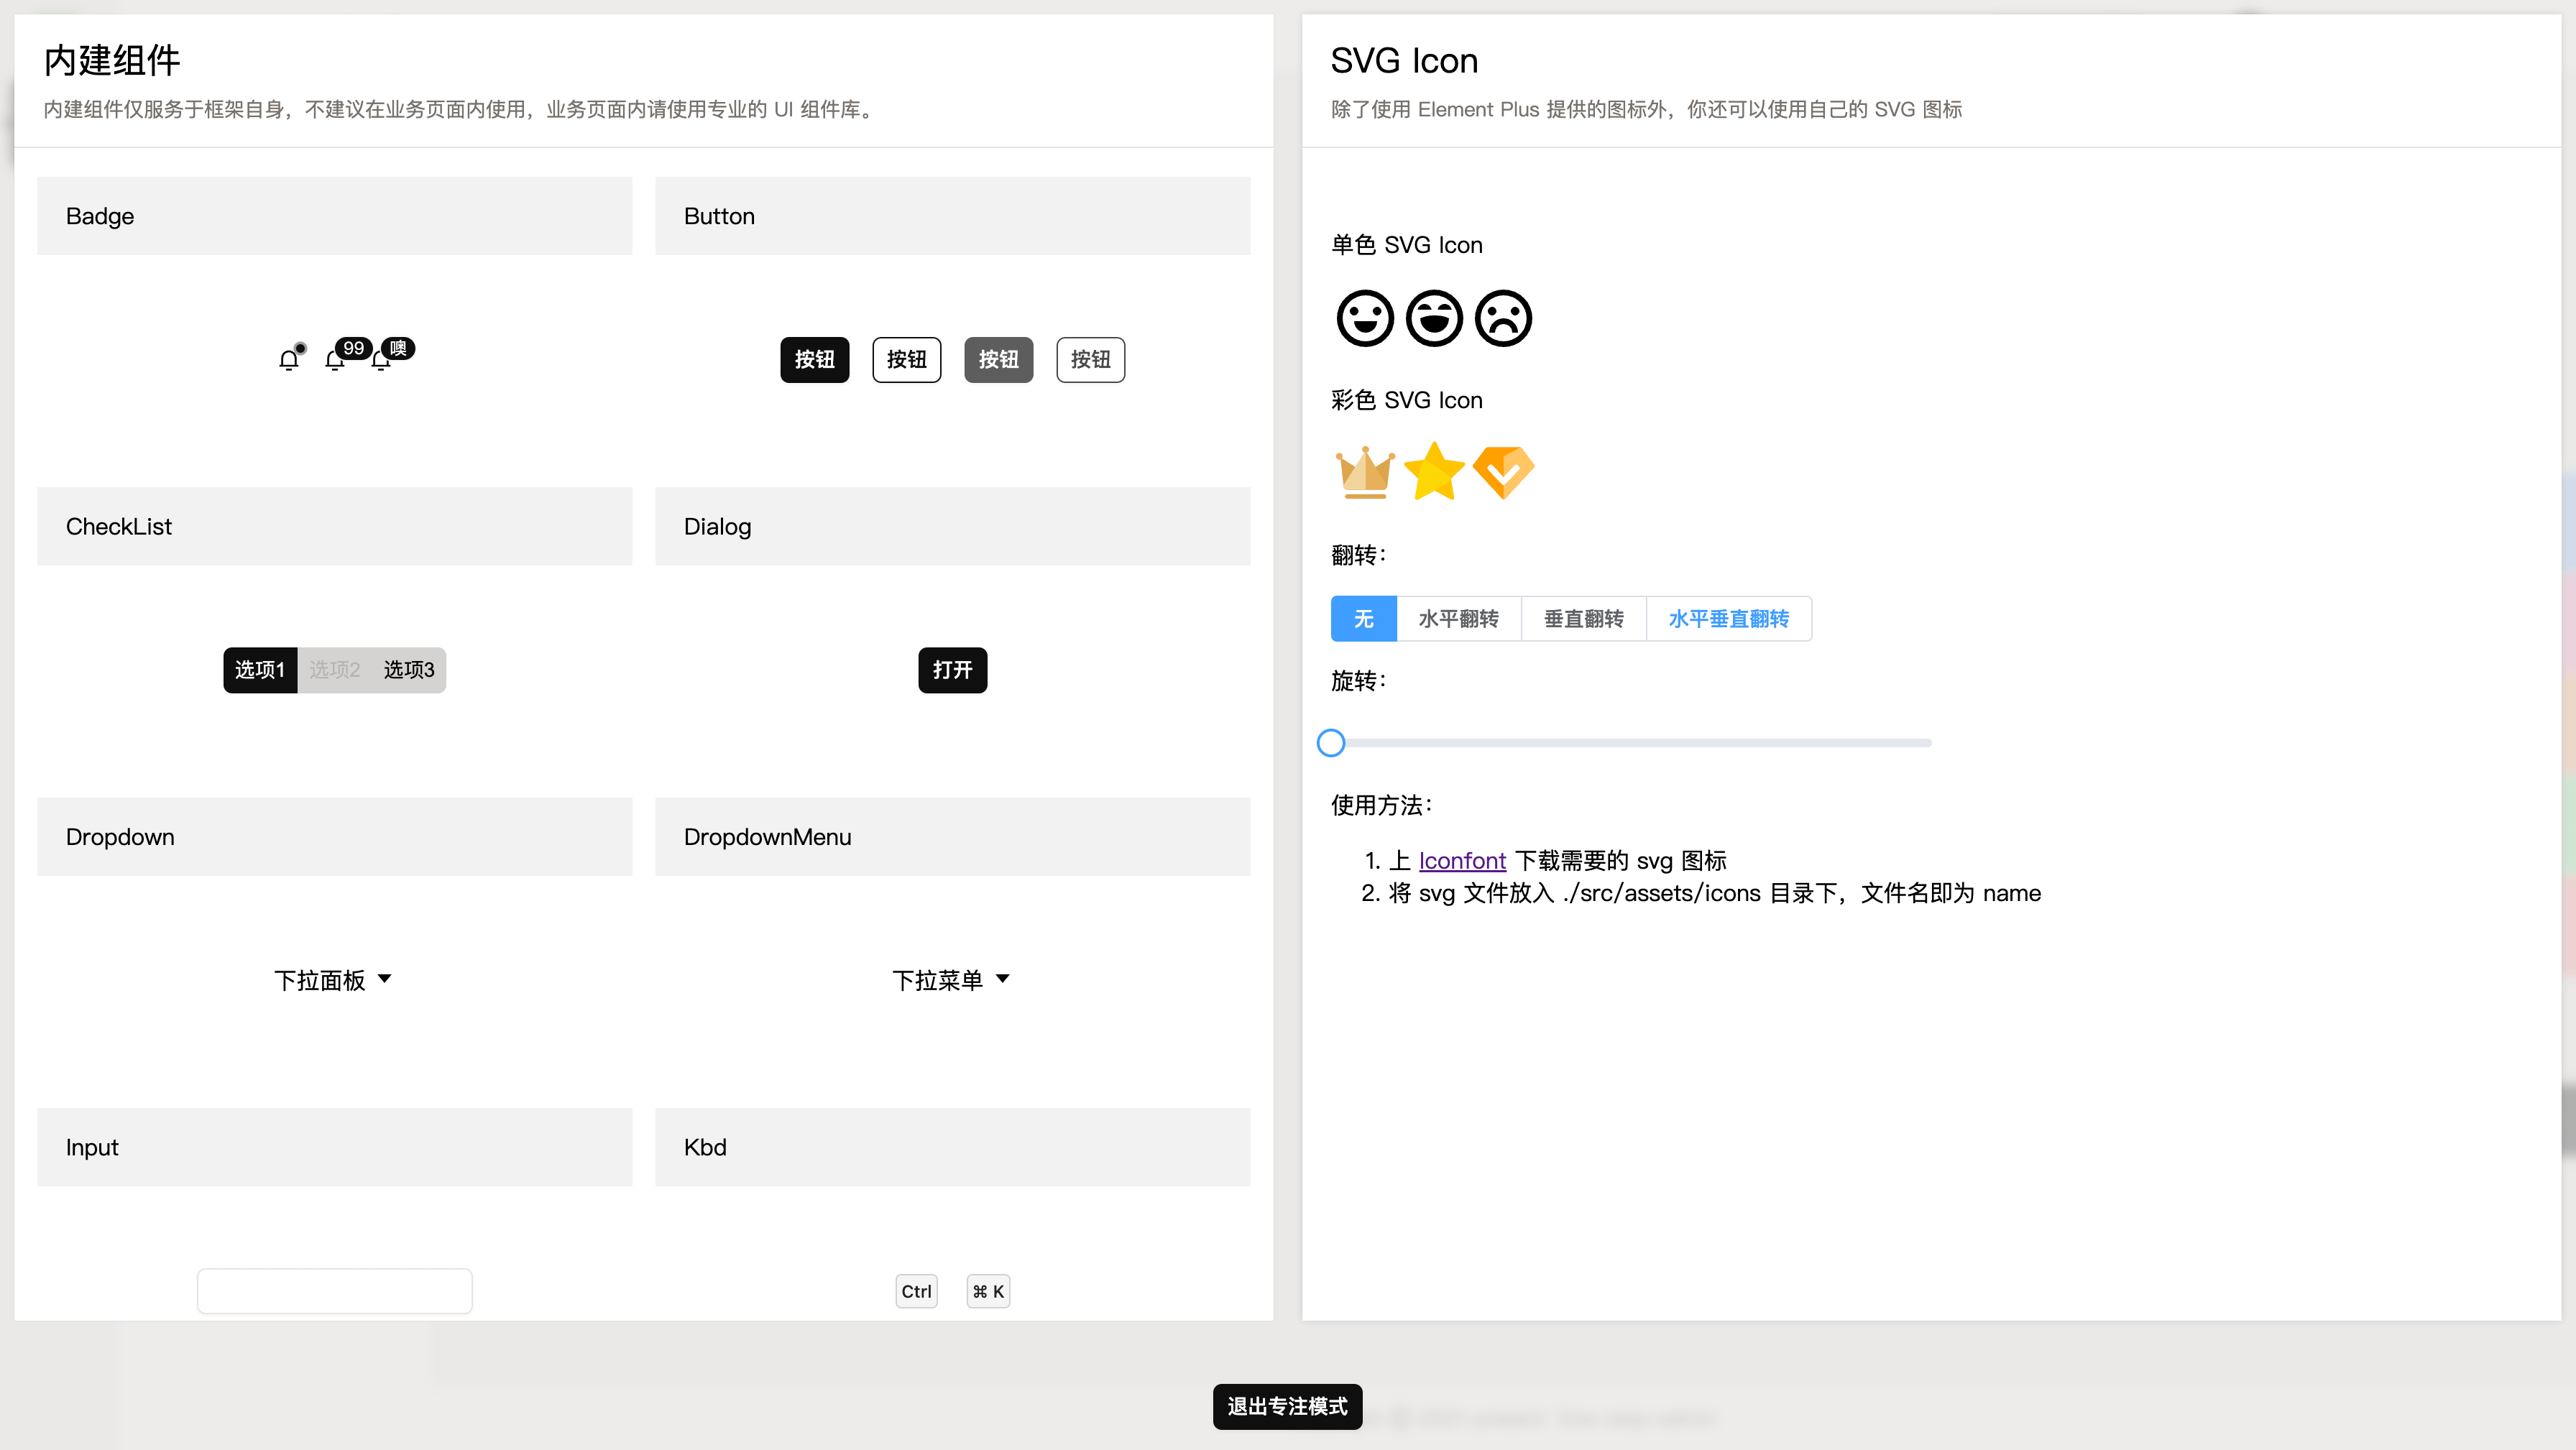 内建组件
内建组件仅服务于框架自身，不建议在业务页面内使用，业务页面内请使用专业的 UI 组件库。
Badge
Button
99
噢
按钮
按钮
按钮
按钮
CheckList
Dialog
选项1
选项2
选项3
打开
Dropdown
DropdownMenu
下拉面板
下拉菜单
Input
Kbd
Ctrl
⌘ K
SVG Icon
除了使用 Element Plus 提供的图标外，你还可以使用自己的 SVG 图标
单色 SVG Icon
彩色 SVG Icon
翻转：
无
水平翻转
垂直翻转
水平垂直翻转
旋转：
使用方法：
1. 上 Iconfont 下载需要的 svg 图标
2. 将 svg 文件放入 ./src/assets/icons 目录下，文件名即为 name
退出专注模式